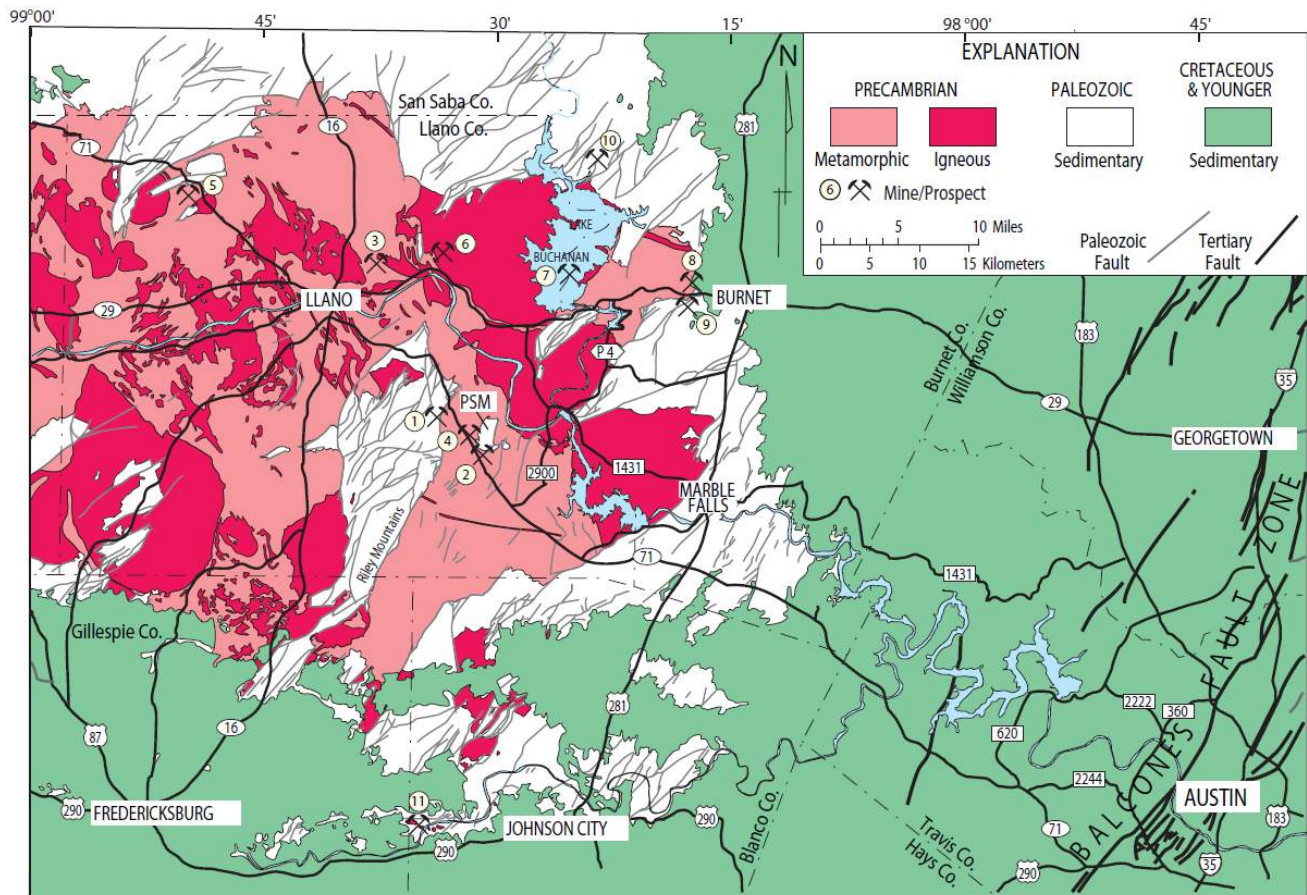 99°00'
45'
30'
15'
98°00'
45'
N
EXPLANATION
PRECAMBRIAN
PALEOZOIC
CRETACEOUS
& YOUNGER
Metamorphic
Igneous
Sedimentary
Sedimentary
6 Mine/Prospect
0 5 10 Miles
0 5 10 15 Kilometers
Paleozoic
Fault
Tertiary
Fault
San Saba Co.
Llano Co.
16
71
281
10
5
3
6
LAKE
BUCHANAN
7
8
9
LLANO
BURNET
29
P 4
183
35
Burnet Co.
Williamson Co.
29
GEORGETOWN
PSM
1
4
2
2900
1431
MARBLE
FALLS
Riley Mountains
71
1431
Gillespie Co.
BALCONES FAULT ZONE
2222
360
620
281
87
16
2244
AUSTIN
290
FREDERICKSBURG
11
JOHNSON CITY
290
290
Blanco Co.
Travis Co.
Hays Co.
71
290
35
183